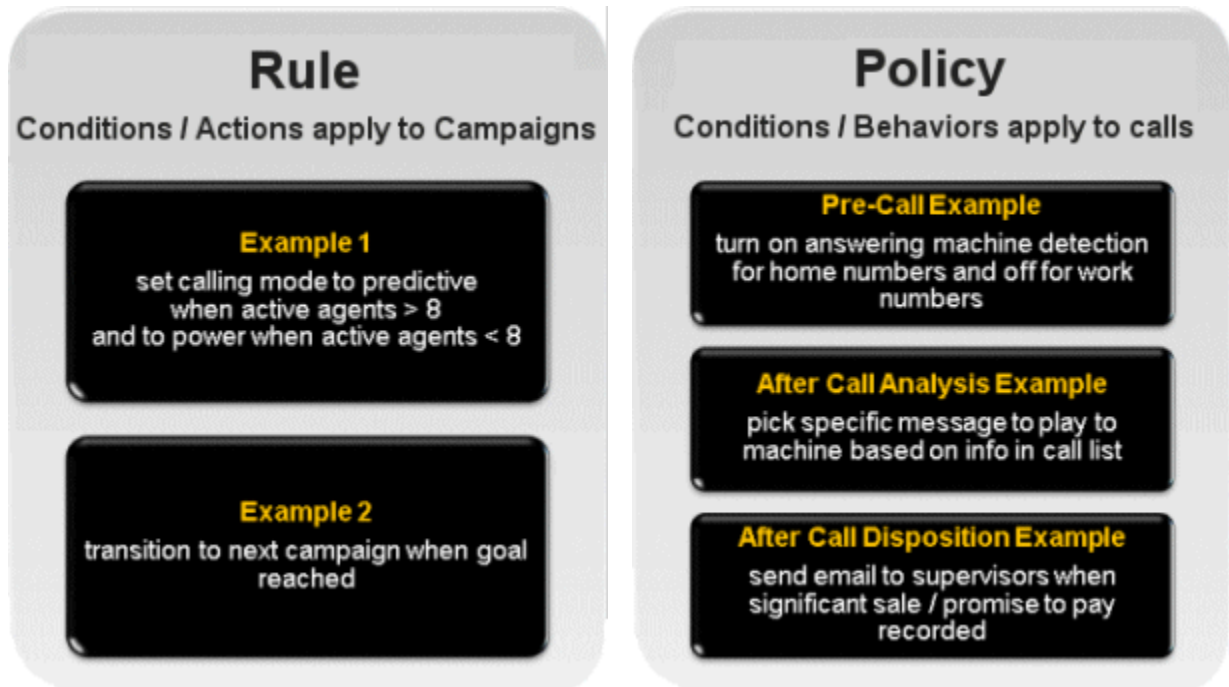 Rule
Conditions / Actions apply to Campaigns
Example 1
set calling mode to predictive
when active agents > 8
and to power when active agents < 8
Example 2
transition to next campaign when goal
reached
Policy
Conditions / Behaviors apply to calls
Pre-Call Example
turn on answering machine detection
for home numbers and off for work
numbers
After Call Analysis Example
pick specific message to play to
machine based on info in call list
After Call Disposition Example
send email to supervisors when
significant sale / promise to pay
recorded